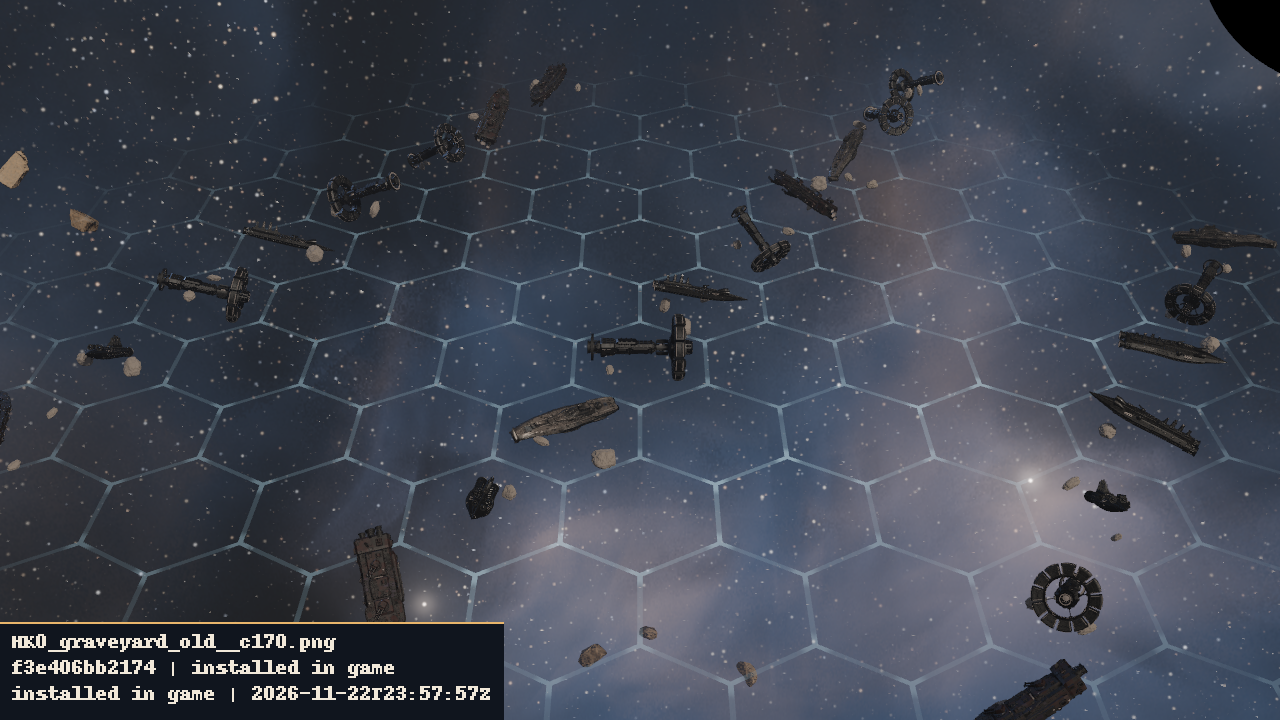 HKO_graveyard_old__c170.png
f3e406bb2174 | installed in game
installed in game | 2026-11-22T23:57:57Z